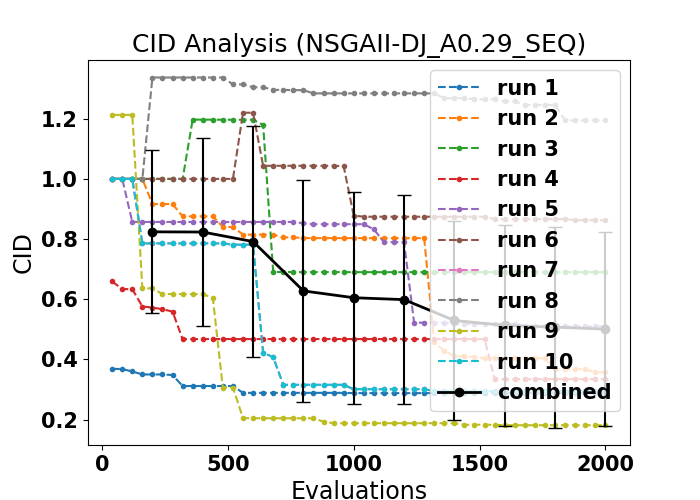 CID Analysis (NSGAII-DJ_A0.29_SEQ)
CID
1.2
1.0
0.8
0.6
0.4
0.2
run 1
run 2
run 3
run 4
run 5
run 6
run 7
run 8
run 9
run 10
combined
0
500
1000
1500
2000
Evaluations